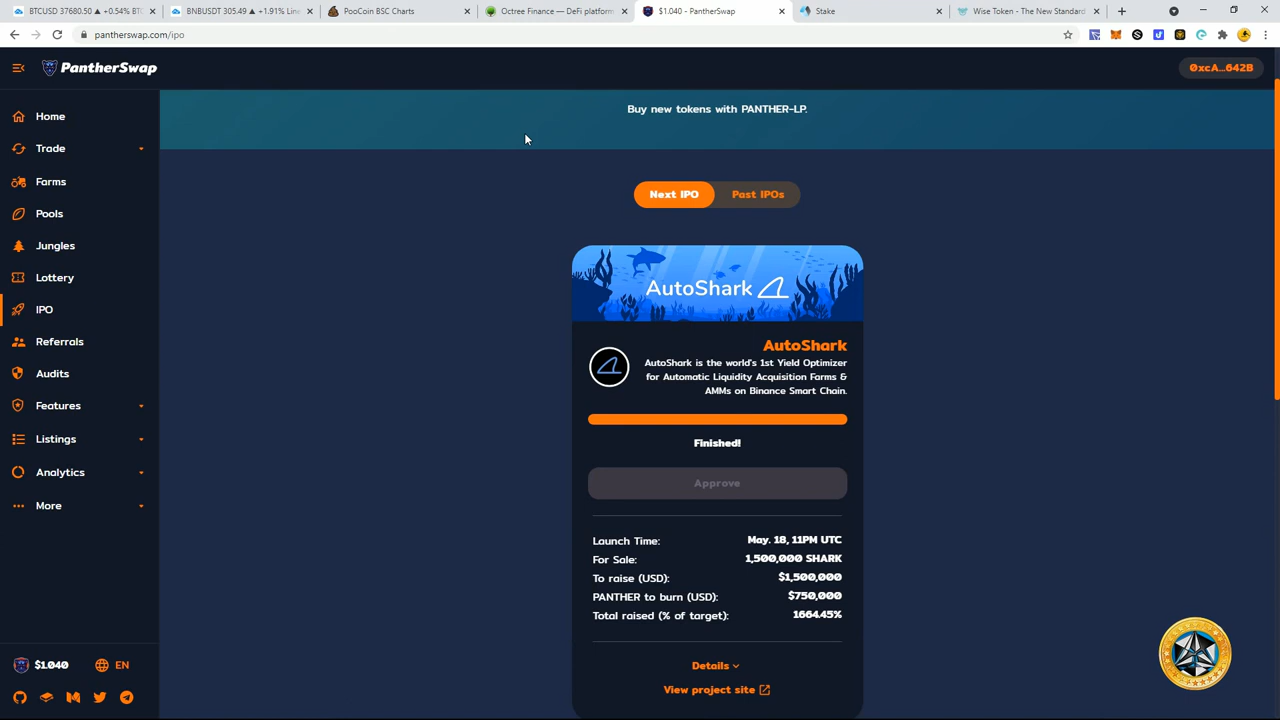 BTCUSD 37680.50 ▲ +0.54% BTC
BNBUSDT 305.49 ▲ +1.91% Line
PooCoin BSC Charts
Octree Finance — DeFi platform
$1.040 - PantherSwap
Stake
Wise Token - The New Standard
pantherswap.com/ipo
PantherSwap
0xcA...642B
Home
Trade
Farms
Pools
Jungles
Lottery
IPO
Referrals
Audits
Features
Listings
Analytics
More
$1.040
EN
Buy new tokens with PANTHER-LP.
Next IPO
Past IPOs
AutoShark
AutoShark
AutoShark is the world's 1st Yield Optimizer
for Automatic Liquidity Acquisition Farms &
AMMs on Binance Smart Chain.
Finished!
Approve
Launch Time: May. 18, 11PM UTC
For Sale: 1,500,000 SHARK
To raise (USD): $1,500,000
PANTHER to burn (USD): $750,000
Total raised (% of target): 1664.45%
Details
View project site